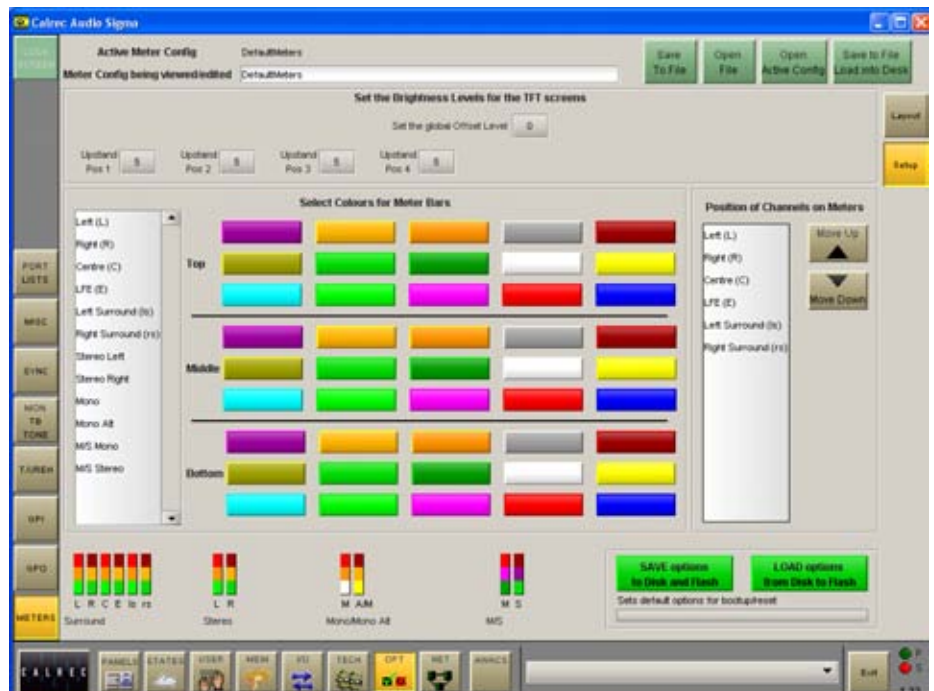 Calrec Audio Sigma
Active Meter Config DefaultMeters
Meter Config being viewed/edited DefaultMeters
Save To File
Open File
Open Active Config
Save to File Load into Desk
Set the Brightness Levels for the TFT screens
Set the global Offset Level 0
Upstand Pos 1 5
Upstand Pos 2 5
Upstand Pos 3 5
Upstand Pos 4 5
Layout
Setup
PORT LISTS
MISC
SYNC
MON TB TONE
GPI
GPO
METERS
Select Colours for Meter Bars
Left (L)
Right (R)
Centre (C)
LFE (E)
Left Surround (ls)
Right Surround (rs)
Stereo Left
Stereo Right
Mono
Mono Alt
M/S Mono
M/S Stereo
Top
Middle
Bottom
Position of Channels on Meters
Left (L)
Right (R)
Centre (C)
LFE (E)
Left Surround (ls)
Right Surround (rs)
Move Up
Move Down
L R C E ls rs
Surround
L R
Stereo
M A/M
Mono/Mono Alt
M S
M/S
SAVE options to Disk and Flash
LOAD options from Disk to Flash
Sets default options for bootup/reset
CALREC
PANELS
STATES
USER
MEM
I/O
TECH
OPT
NET
AWACS
Exit
P
S